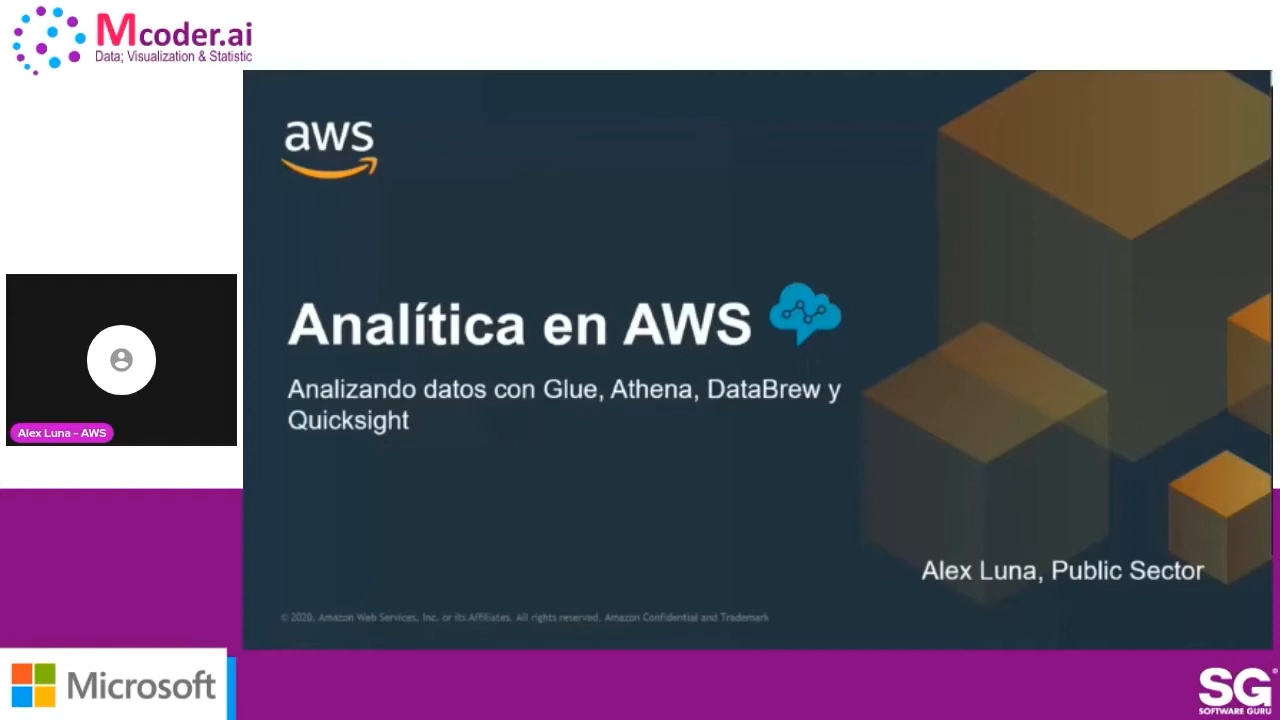 Mcoder.ai
Data; Visualization & Statistic
aws
Analítica en AWS
Analizando datos con Glue, Athena, DataBrew y
Quicksight
Alex Luna - AWS
Alex Luna, Public Sector
© 2020, Amazon Web Services, Inc. or its Affiliates. All rights reserved. Amazon Confidential and Trademark
Microsoft
SG
SOFTWARE GURU